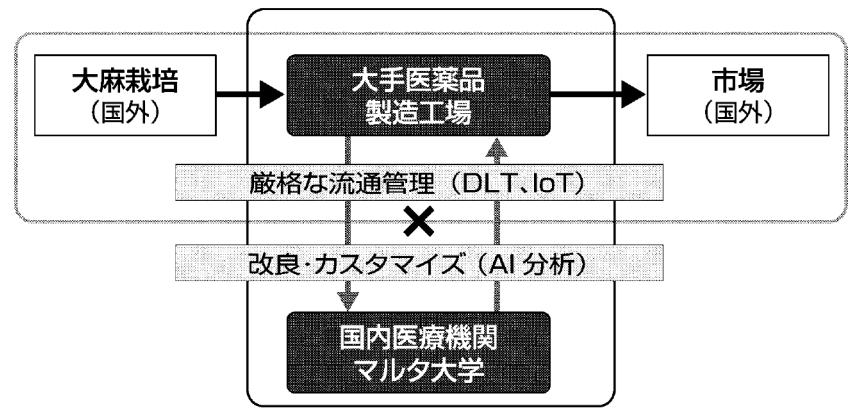 大麻栽培
（国外）
大手医薬品
製造工場
市場
（国外）
厳格な流通管理（DLT、IoT）
×
改良・カスタマイズ（AI 分析）
国内医療機関
マルタ大学